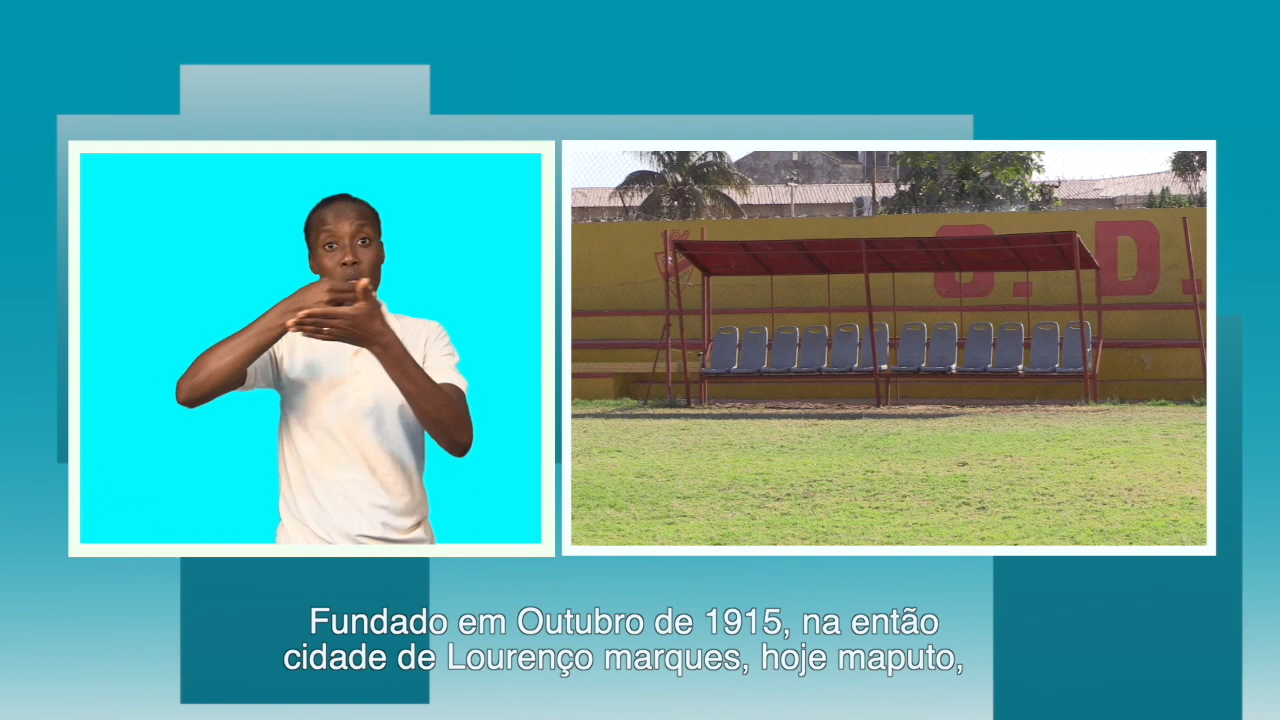 C. D.
Fundado em Outubro de 1915, na então
cidade de Lourenço marques, hoje maputo,